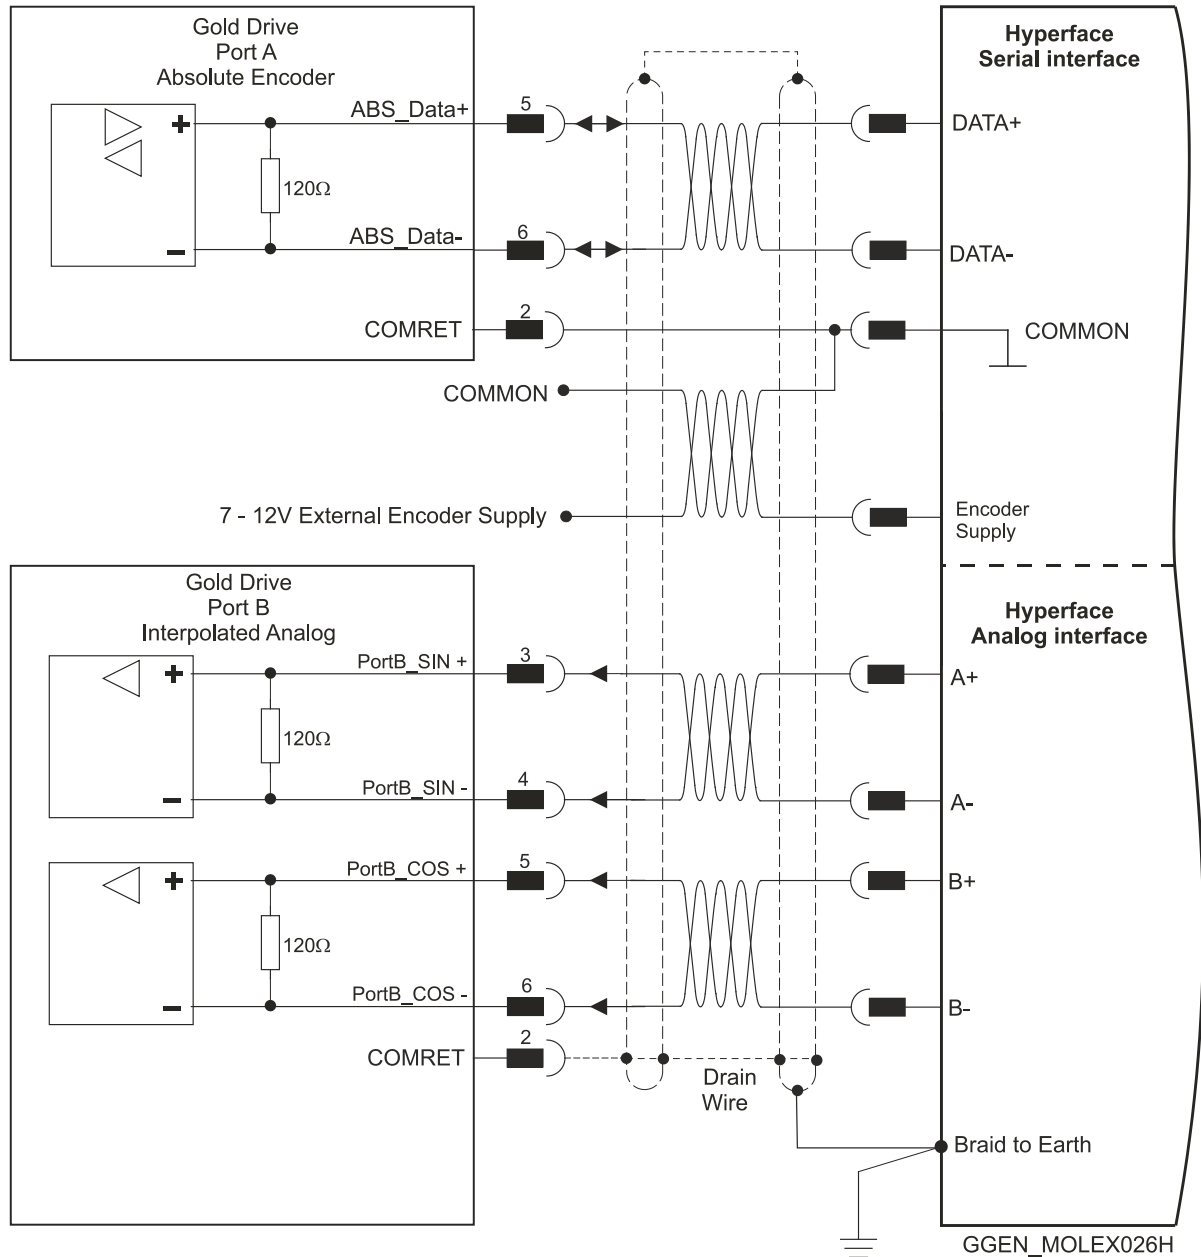 Gold Drive
Port A
Absolute Encoder
ABS_Data+
5
120Ω
ABS_Data-
6
COMRET
2
Hyperface
Serial interface
DATA+
DATA-
COMMON
COMMON
7 - 12V External Encoder Supply
Encoder
Supply
Gold Drive
Port B
Interpolated Analog
PortB_SIN +
3
120Ω
PortB_SIN -
4
PortB_COS +
5
120Ω
PortB_COS -
6
COMRET
2
Drain
Wire
Hyperface
Analog interface
A+
A-
B+
B-
Braid to Earth
GGEN_MOLEX026H